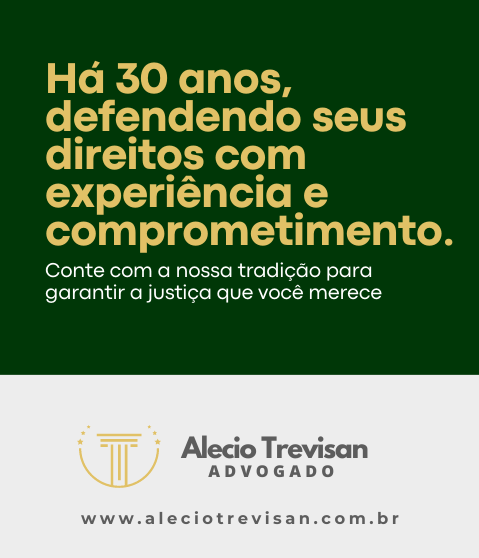 Há 30 anos,
defendendo seus
direitos com
experiência e
comprometimento.
Conte com a nossa tradição para
garantir a justiça que você merece
Alecio Trevisan
ADVOGADO
www.aleciotrevisan.com.br